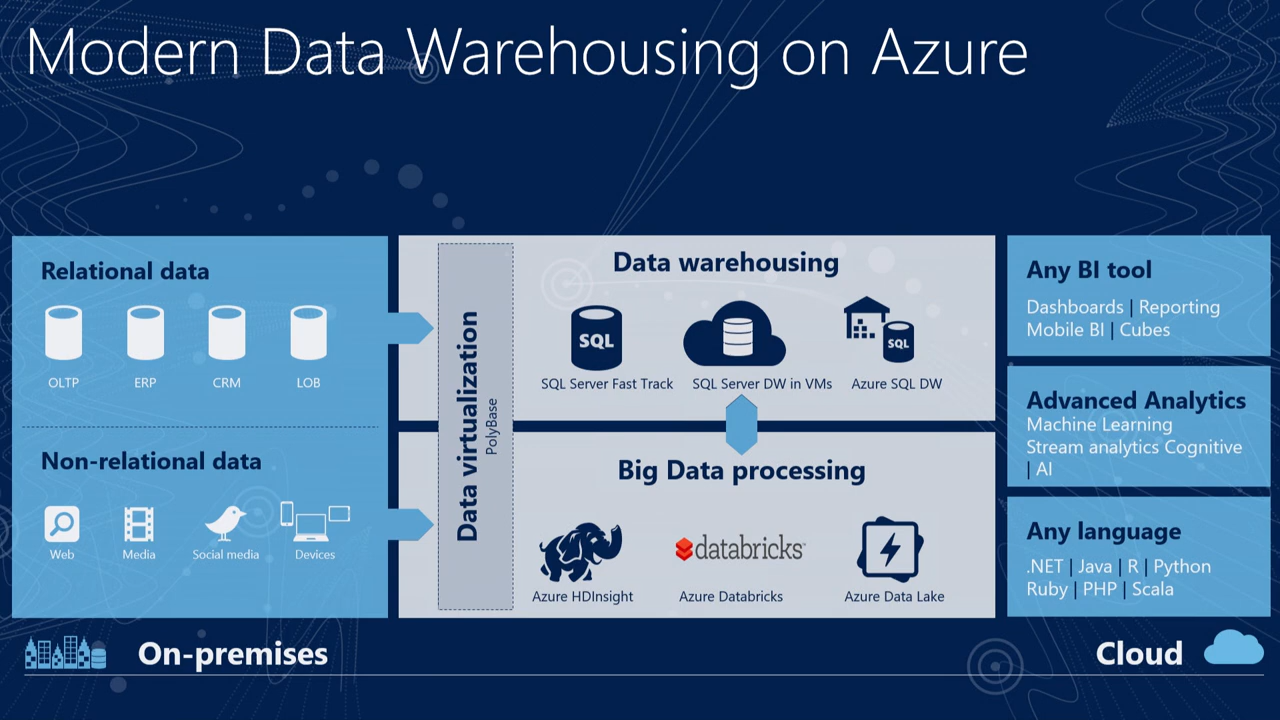 Modern Data Warehousing on Azure
Relational data
OLTP
ERP
CRM
LOB
Non-relational data
Web
Media
Social media
Devices
Data virtualization
PolyBase
Data warehousing
SQL
SQL
SQL Server Fast Track
SQL Server DW in VMs
Azure SQL DW
Big Data processing
databricks
Azure HDInsight
Azure Databricks
Azure Data Lake
Any BI tool
Dashboards | Reporting
Mobile BI | Cubes
Advanced Analytics
Machine Learning
Stream analytics Cognitive
| AI
Any language
.NET | Java | R | Python
Ruby | PHP | Scala
On-premises
Cloud